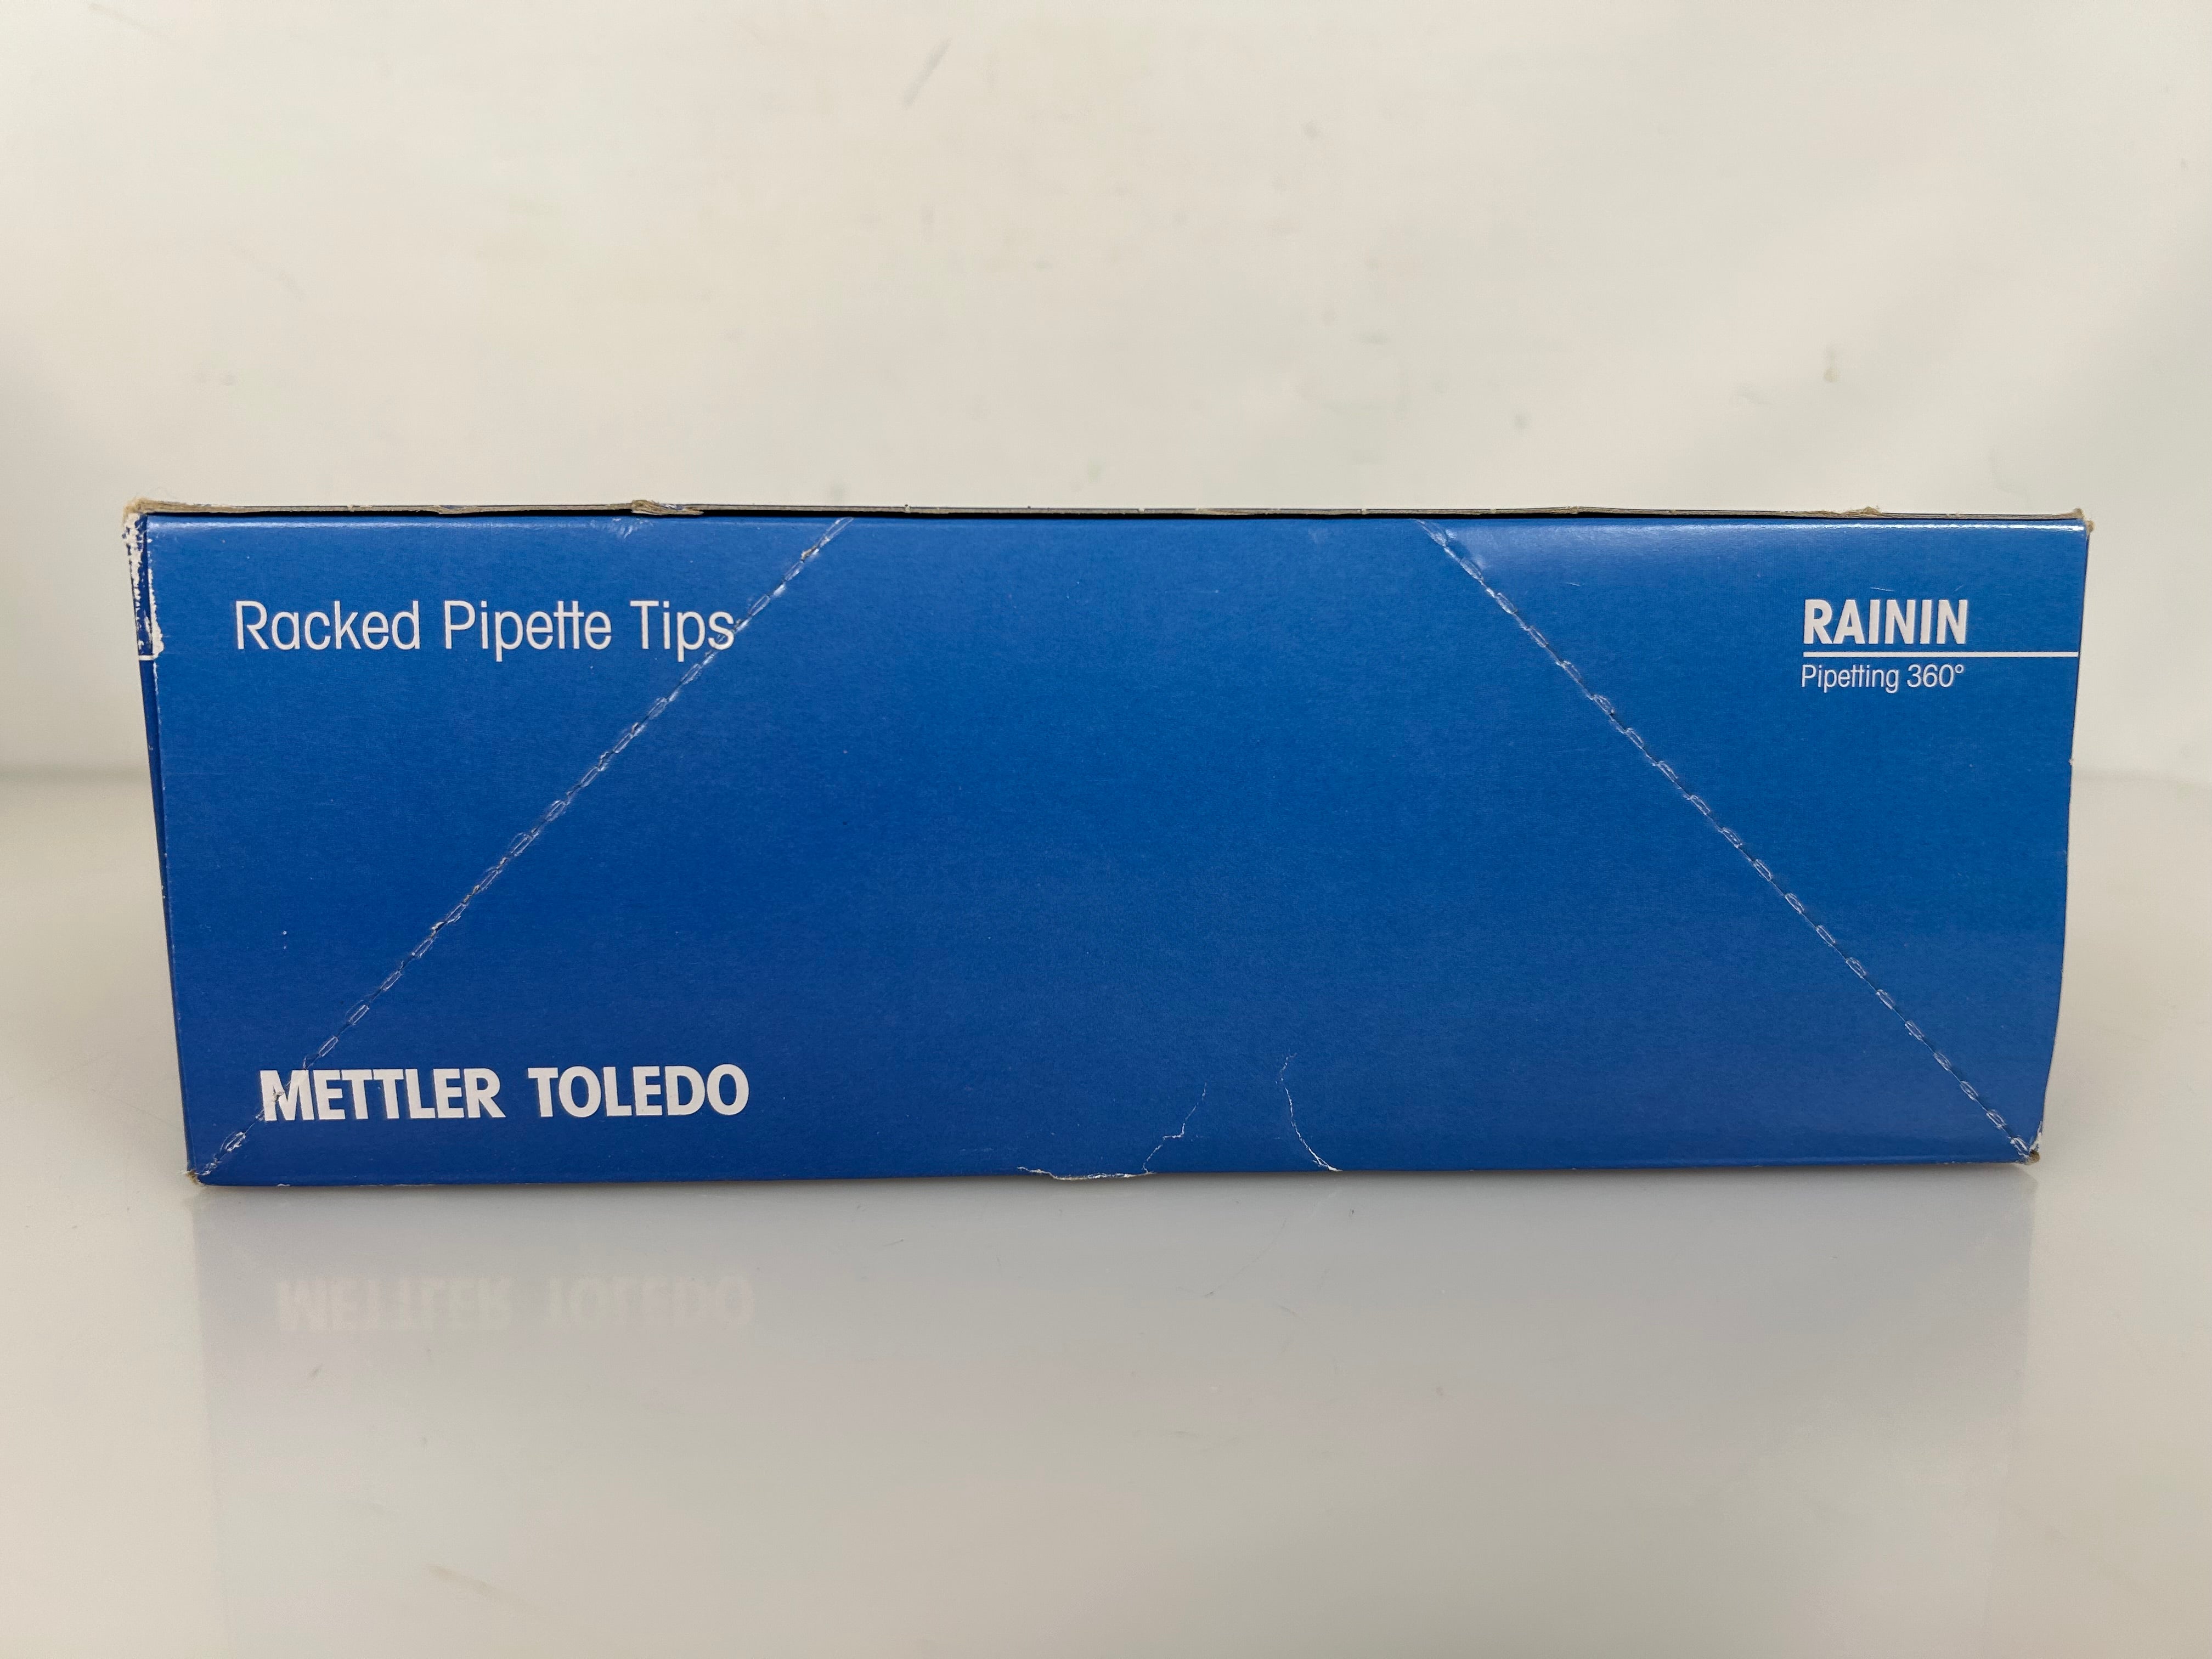 Racked Pipette Tips
RAININ
Pipetting 360°
METTLER TOLEDO